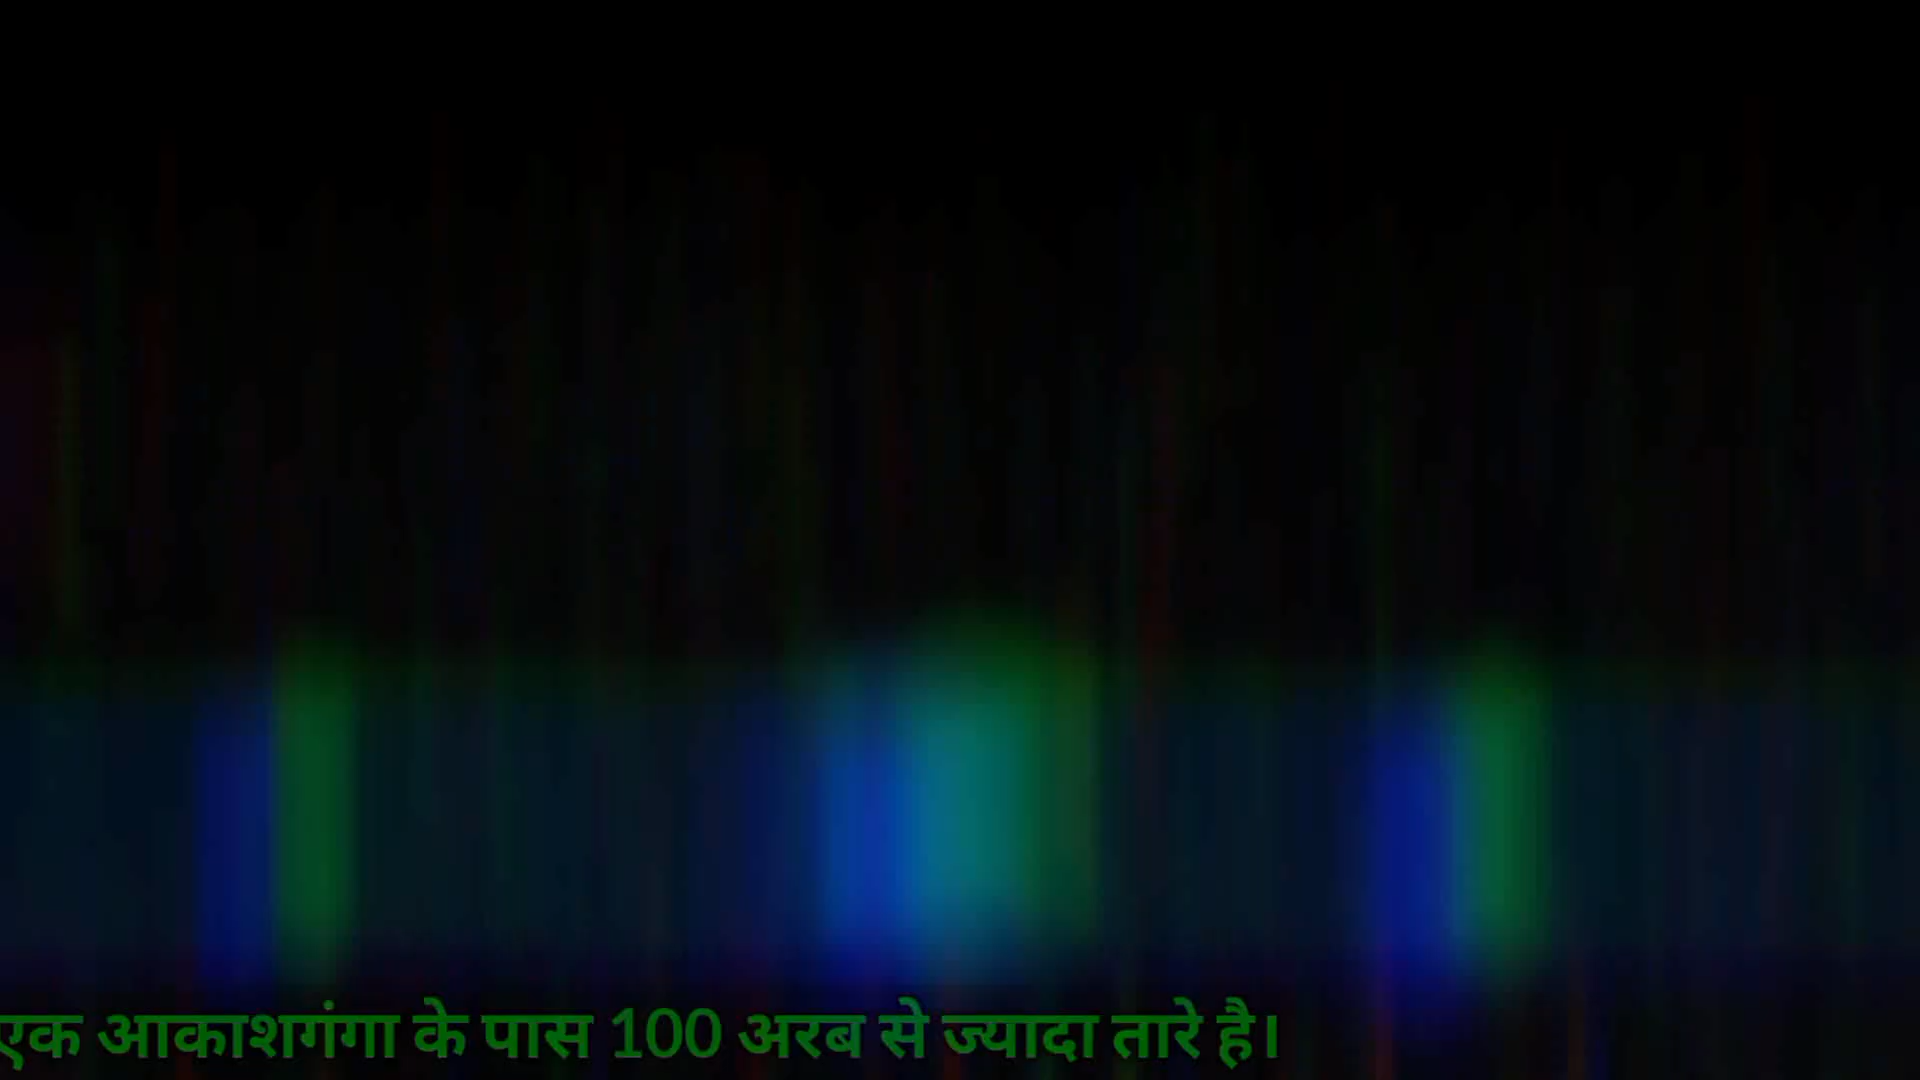 एक आकाशगंगा के पास 100 अरब से ज्यादा तारे है।